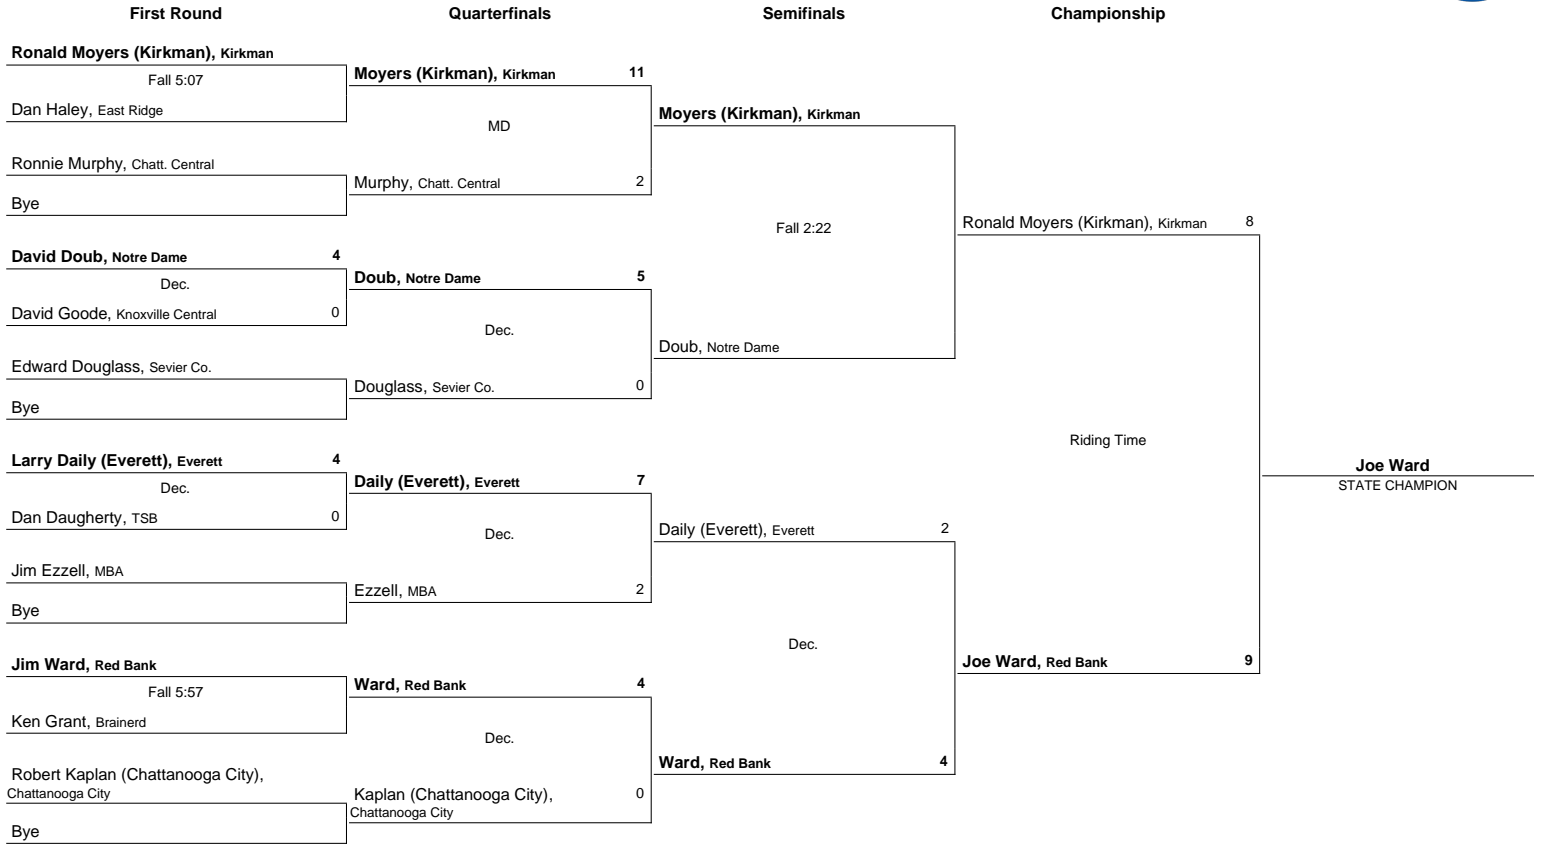 First Round
Quarterfinals
Semifinals
Championship
Ronald Moyers (Kirkman), Kirkman
Fall 5:07
Dan Haley, East Ridge
Ronnie Murphy, Chatt. Central
Bye
David Doub, Notre Dame 4
Dec.
David Goode, Knoxville Central 0
Edward Douglass, Sevier Co.
Bye
Larry Daily (Everett), Everett 4
Dec.
Dan Daugherty, TSB 0
Jim Ezzell, MBA
Bye
Jim Ward, Red Bank
Fall 5:57
Ken Grant, Brainerd
Robert Kaplan (Chattanooga City),
Chattanooga City
Bye
Moyers (Kirkman), Kirkman 11
MD
Murphy, Chatt. Central 2
Doub, Notre Dame 5
Dec.
Douglass, Sevier Co. 0
Daily (Everett), Everett 7
Dec.
Ezzell, MBA 2
Ward, Red Bank 4
Dec.
Kaplan (Chattanooga City), 0
Chattanooga City
Moyers (Kirkman), Kirkman
Fall 2:22
Doub, Notre Dame
Daily (Everett), Everett 2
Dec.
Ward, Red Bank 4
Ronald Moyers (Kirkman), Kirkman 8
Riding Time
Joe Ward, Red Bank 9
Joe Ward
STATE CHAMPION